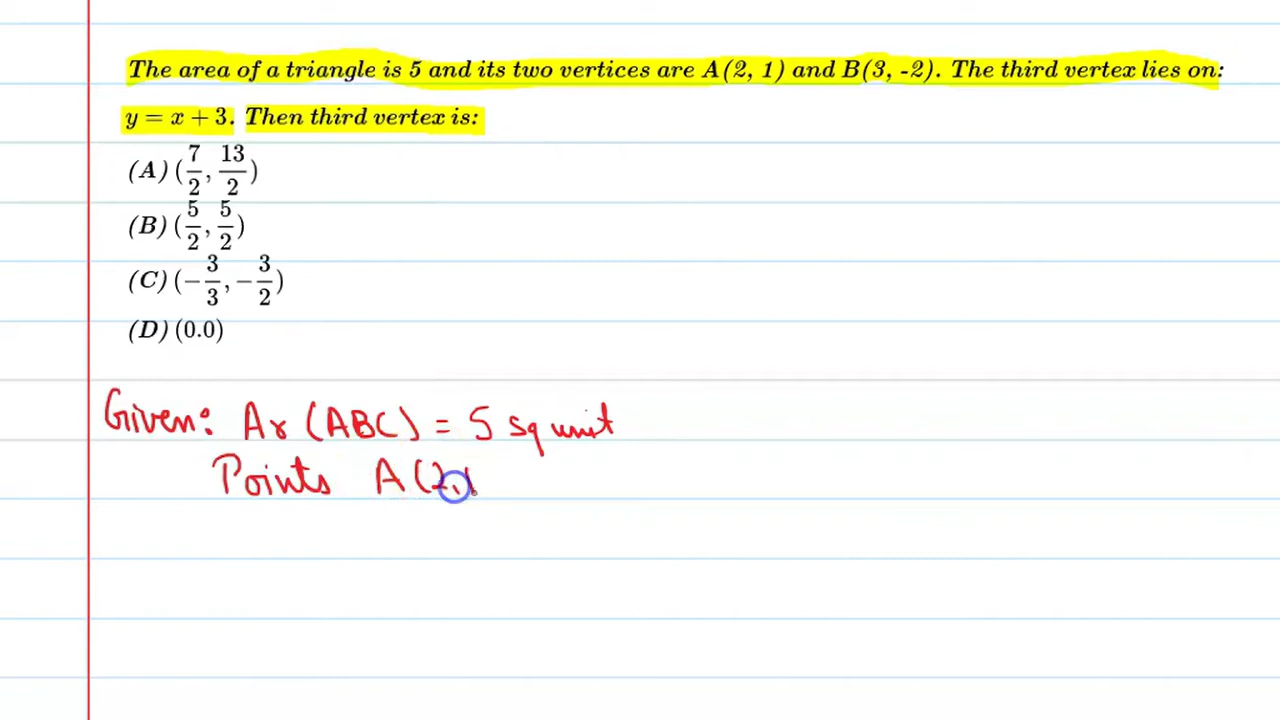 The area of a triangle is 5 and its two vertices are A(2, 1) and B(3, -2). The third vertex lies on:
y = x + 3. Then third vertex is:
(A) (7/2, 13/2)
(B) (5/2, 5/2)
(C) (−3/3, −3/2)
(D) (0.0)
Given: Ar (ABC) = 5 sq unit
Points A (2,1